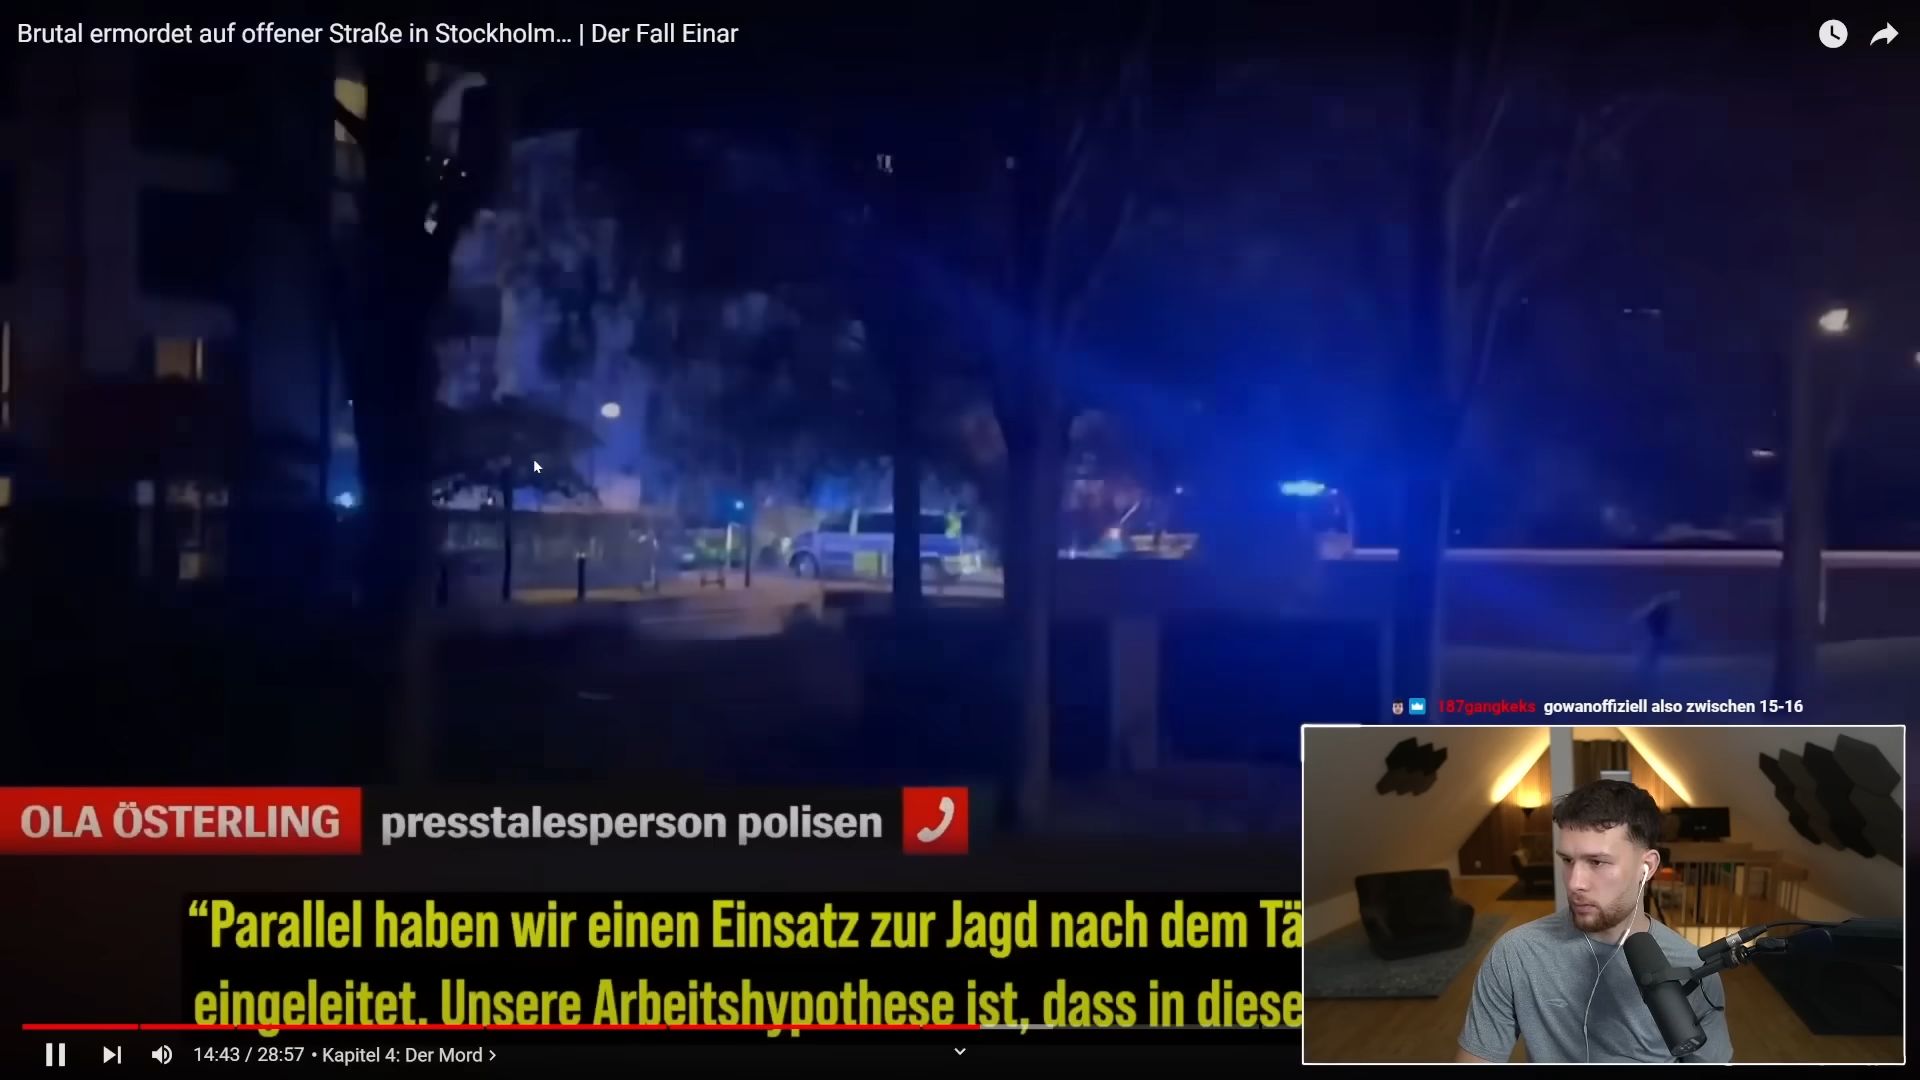 Brutal ermordet auf offener Straße in Stockholm... | Der Fall Einar
187gangkeks gowanoffiziell also zwischen 15-16
OLA ÖSTERLING presstalesperson polisen
“Parallel haben wir einen Einsatz zur Jagd nach dem Tä
eingeleitet. Unsere Arbeitshypothese ist, dass in diese
14:43 / 28:57 • Kapitel 4: Der Mord >